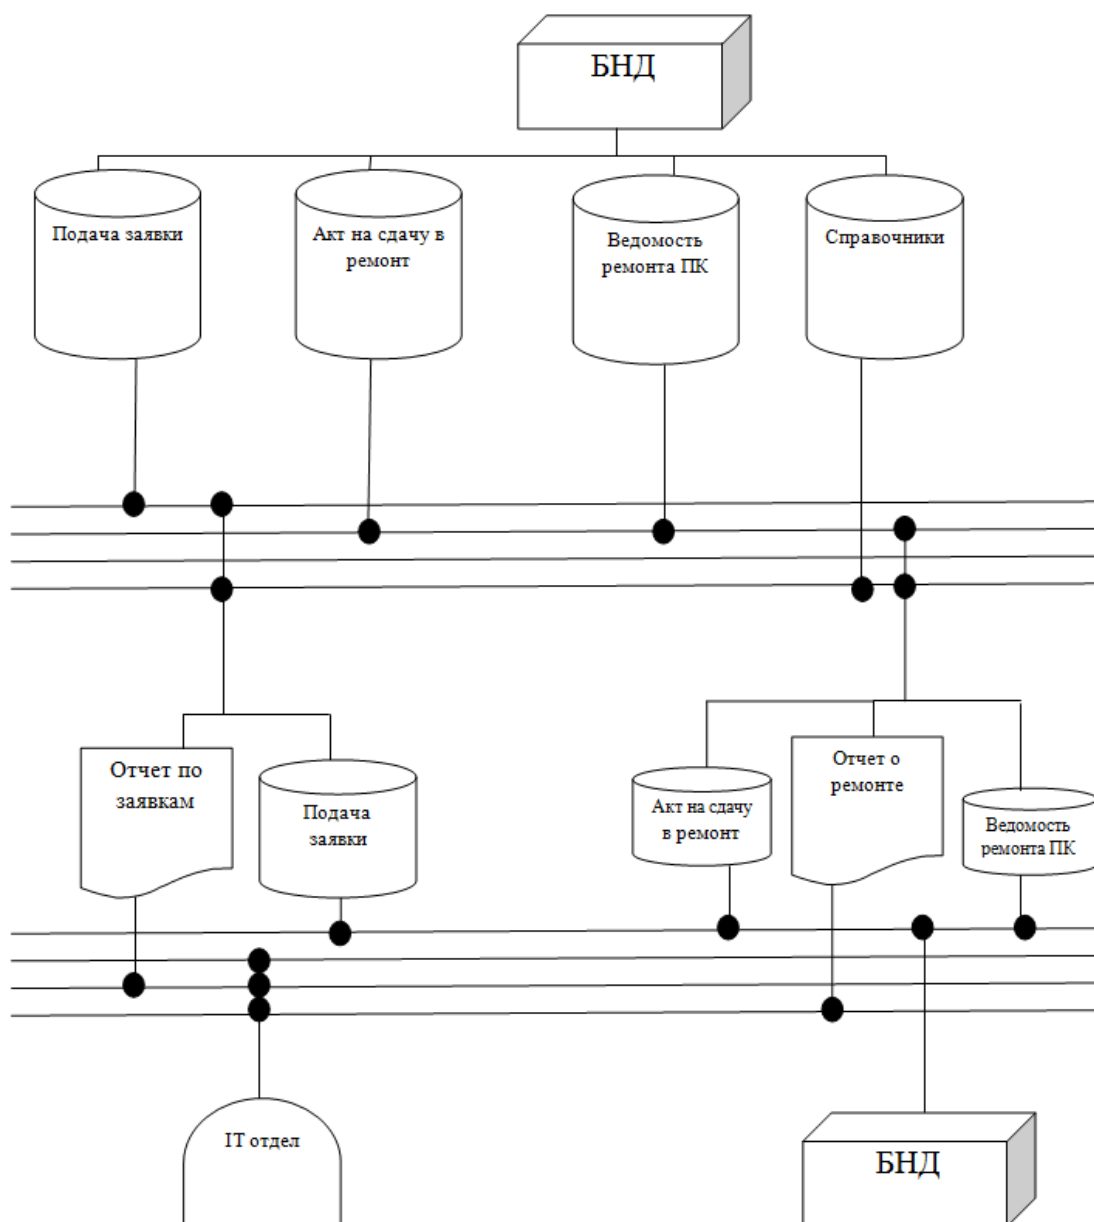 БНД
Подача заявки
Акт на сдачу в
ремонт
Ведомость
ремонта ПК
Справочники
Отчет по
заявкам
Подача
заявки
Акт на сдачу
в ремонт
Отчет о
ремонте
Ведомость
ремонта ПК
IT отдел
БНД